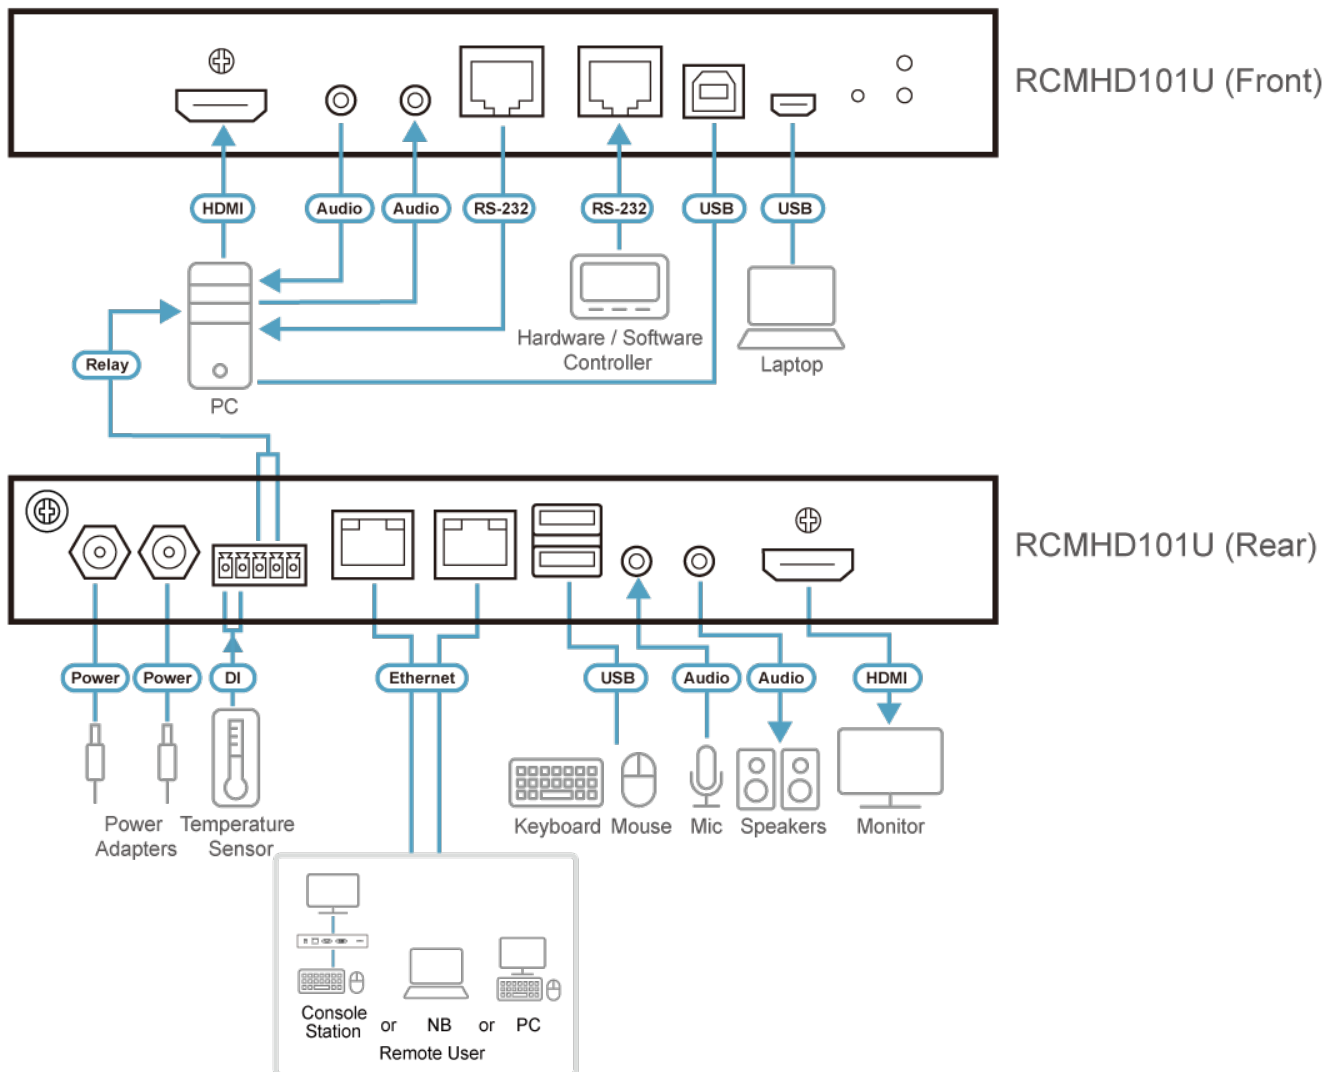 RCMHD101U (Front)
HDMI
Audio
Audio
RS-232
RS-232
USB
USB
Hardware / Software
Controller
Laptop
Relay
PC
RCMHD101U (Rear)
Power
Power
DI
Ethernet
USB
Audio
Audio
HDMI
Power
Adapters
Temperature
Sensor
Keyboard
Mouse
Mic
Speakers
Monitor
Console
Station
or
NB
or
PC
Remote User